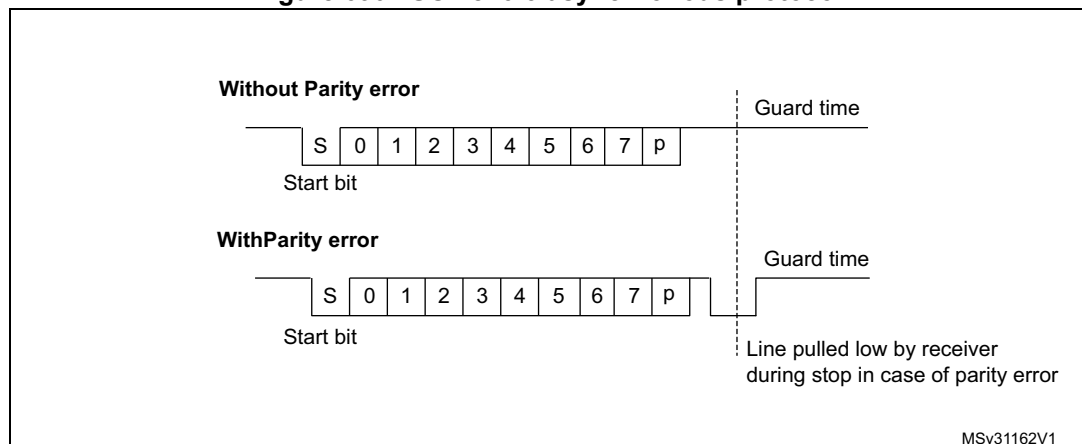 Without Parity error
Guard time
S 0 1 2 3 4 5 6 7 p
Start bit
WithParity error
Guard time
S 0 1 2 3 4 5 6 7 p
Start bit
Line pulled low by receiver
during stop in case of parity error
MSv31162V1